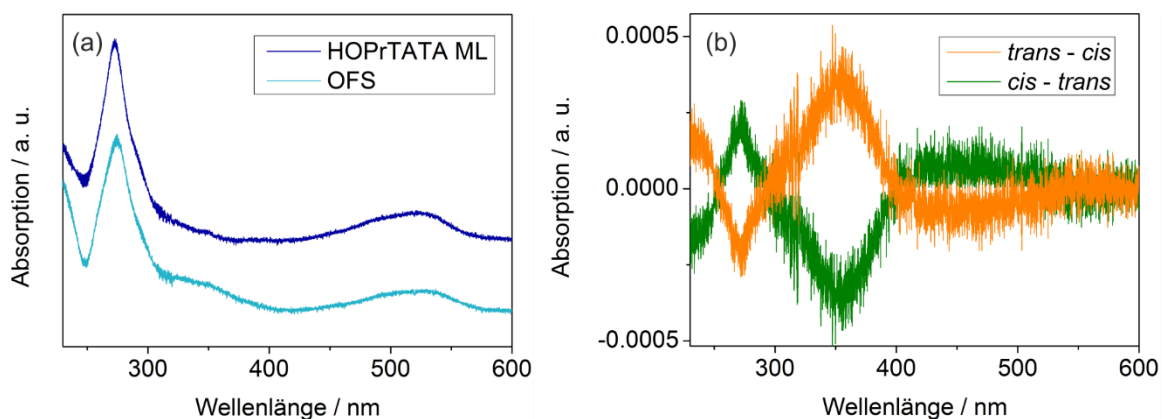 (a)
HOPrTATA ML
OFS
Absorption / a. u.
300
400
500
600
Wellenlänge / nm
(b)
trans - cis
cis - trans
Absorption / a. u.
0.0005
0.0000
-0.0005
300
400
500
600
Wellenlänge / nm